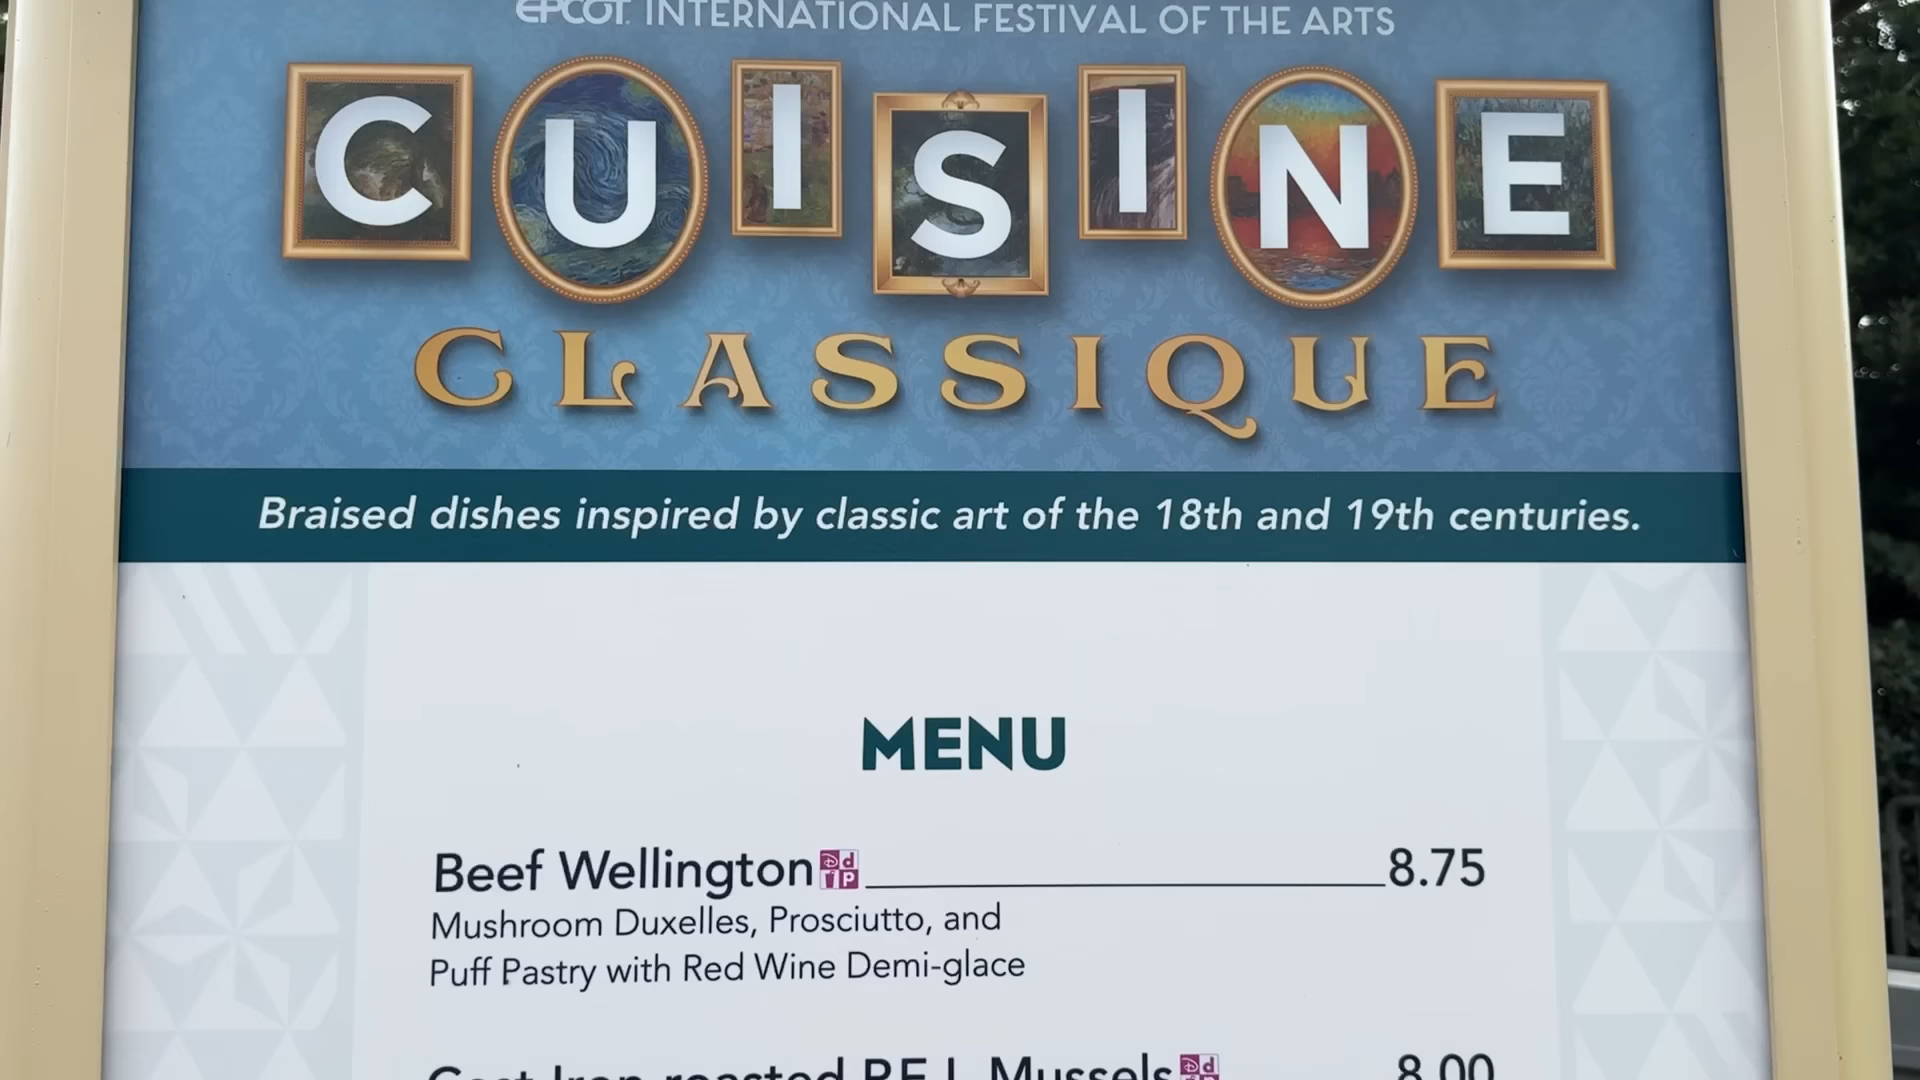 EPCOT INTERNATIONAL FESTIVAL OF THE ARTS
CUISINE
CLASSIQUE
Braised dishes inspired by classic art of the 18th and 19th centuries.
MENU
Beef Wellington DdiP 8.75
Mushroom Duxelles, Prosciutto, and
Puff Pastry with Red Wine Demi-glace
Cast Iron-roasted P.E.I. Mussels 8.00